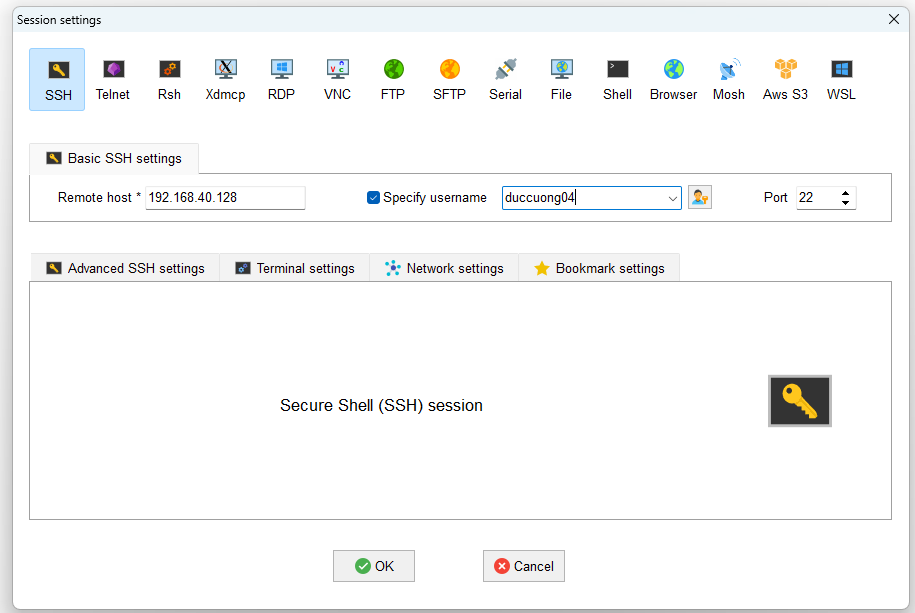 Session settings
SSH Telnet Rsh Xdmcp RDP VNC FTP SFTP Serial File Shell Browser Mosh Aws S3 WSL
Basic SSH settings
Remote host * 192.168.40.128 Specify username duccuong04 Port 22
Advanced SSH settings Terminal settings Network settings Bookmark settings
Secure Shell (SSH) session
OK Cancel